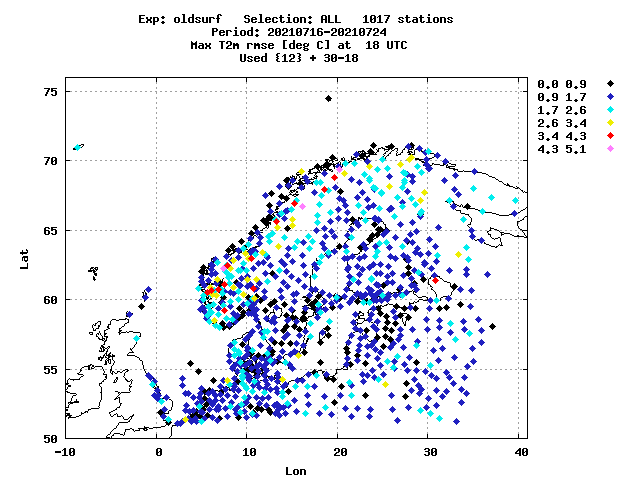 Exp: oldsurf   Selection: ALL   1017 stations
Period: 20210716-20210724
Max T2m rmse [deg C] at  18 UTC
Used {12} + 30-18
0.0 0.9
0.9 1.7
1.7 2.6
2.6 3.4
3.4 4.3
4.3 5.1
75
70
65
60
55
50
Lat
-10 0 10 20 30 40
Lon